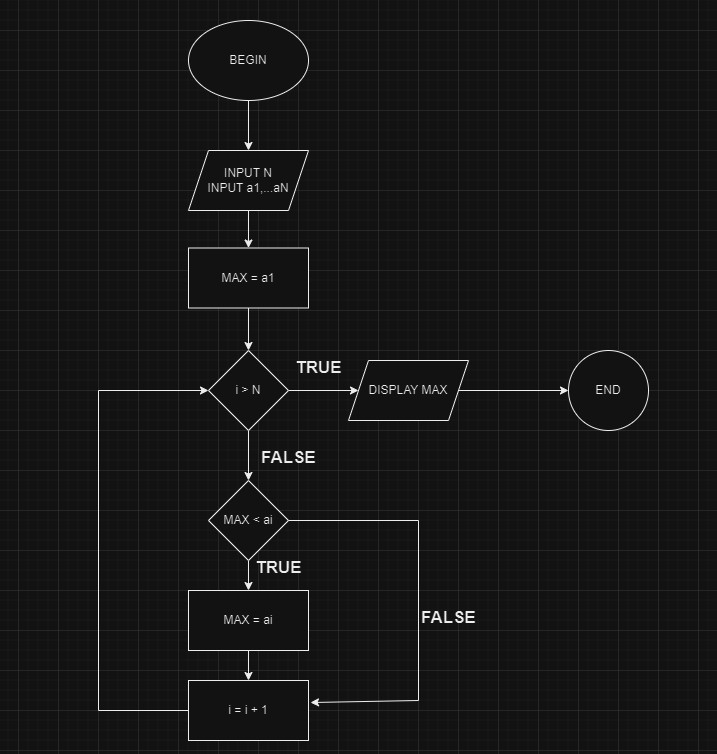 BEGIN
INPUT N
INPUT a1,...aN
MAX = a1
i > N
TRUE
DISPLAY MAX
END
FALSE
MAX < ai
TRUE
MAX = ai
FALSE
i = i + 1